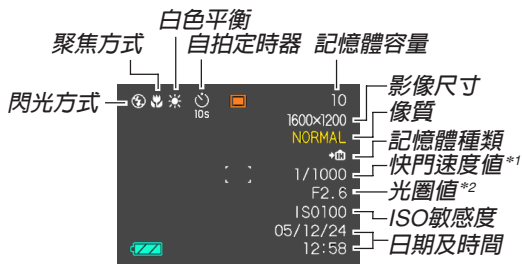 白色平衡
聚焦方式 自拍定時器 記憶體容量
閃光方式
10s
10
影像尺寸
1600×1200
像質
NORMAL
記憶體種類
IN
快門速度值*1
1/1000
光圈值*2
F2.6
ISO敏感度
ISO100
日期及時間
05/12/24
12:58